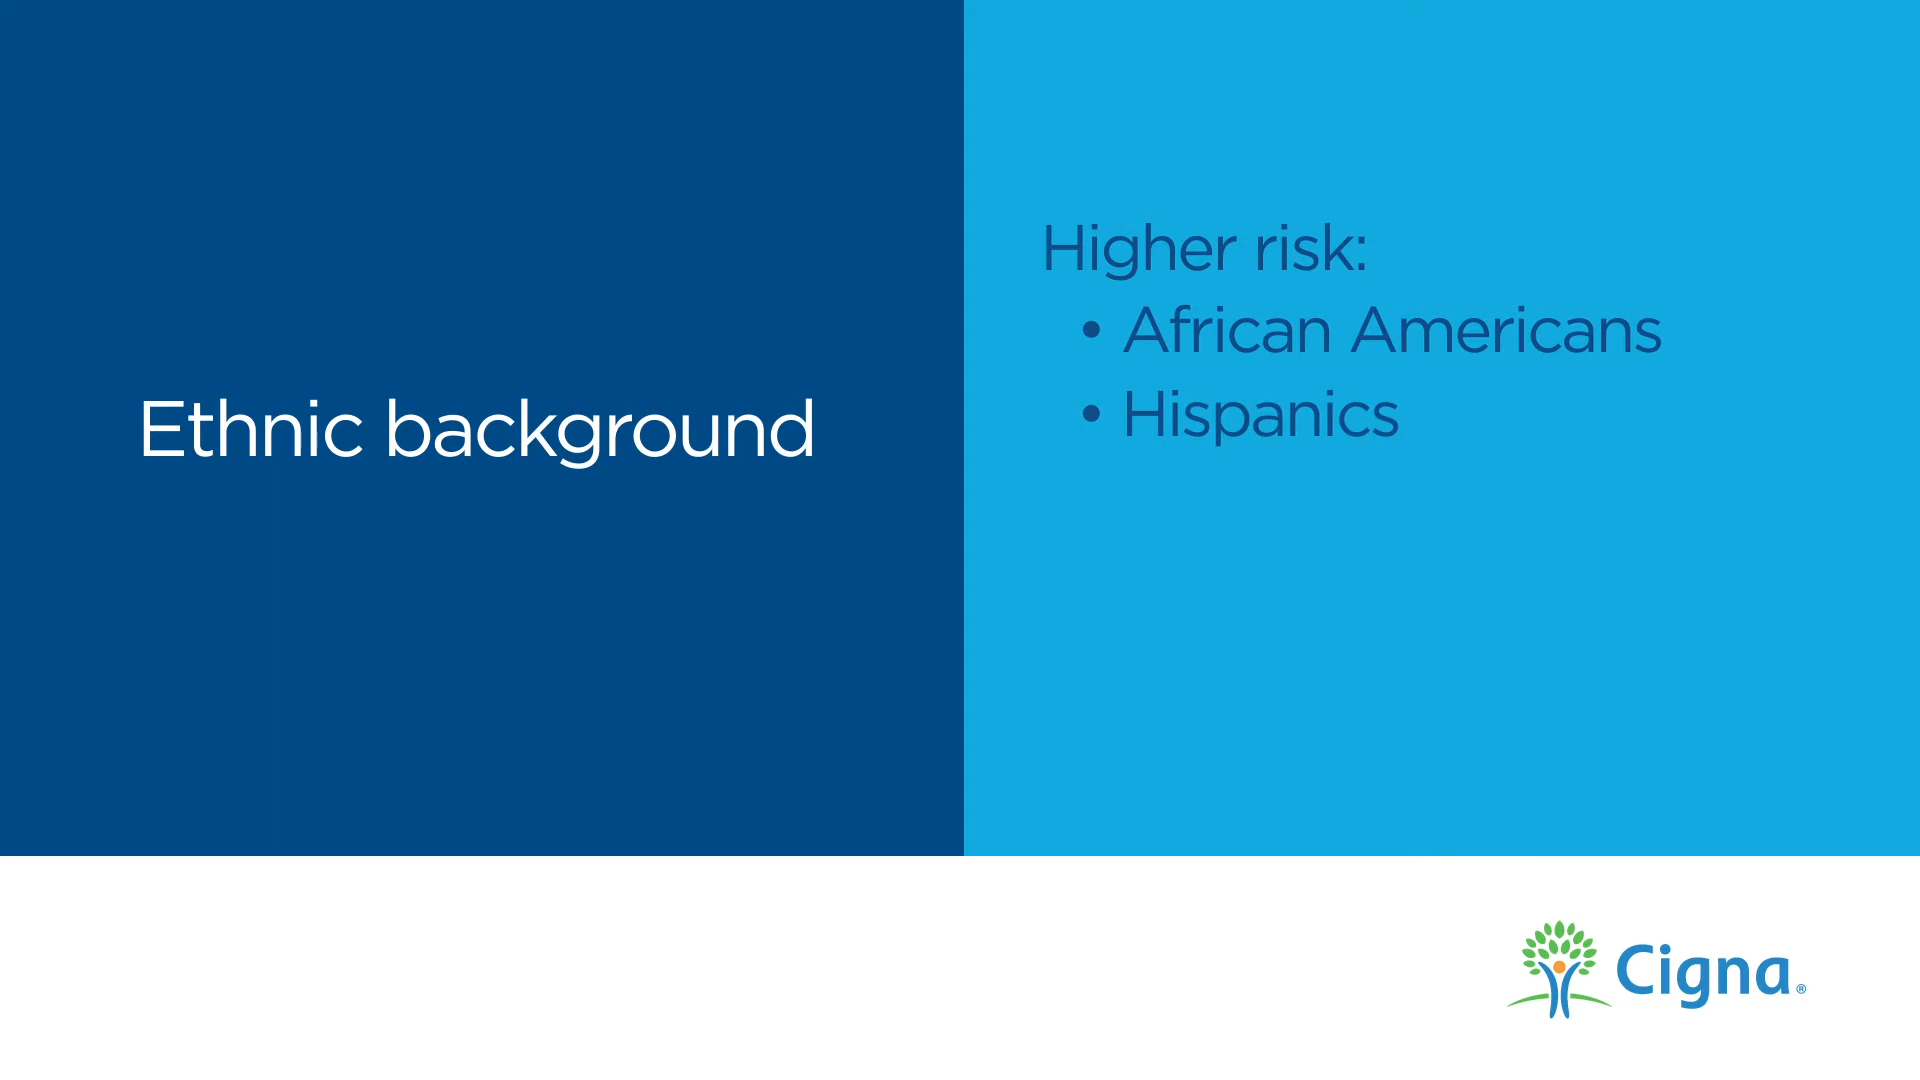 Ethnic background
Higher risk:
• African Americans
• Hispanics
Cigna®